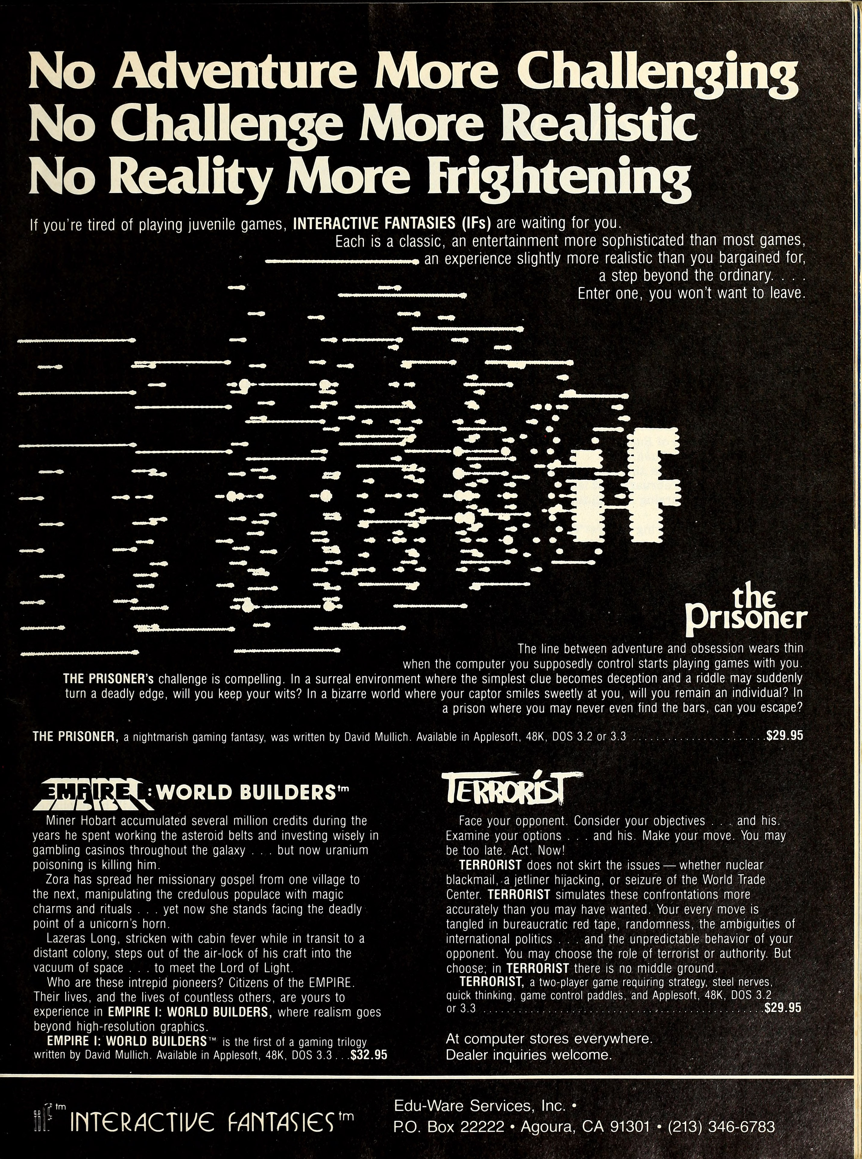 No Adventure More Challenging
No Challenge More Realistic
No Reality More Frightening
If you're tired of playing juvenile games, INTERACTIVE FANTASIES (IFs) are waiting for you.
Each is a classic, an entertainment more sophisticated than most games,
an experience slightly more realistic than you bargained for,
a step beyond the ordinary. . . .
Enter one, you won't want to leave.
iF
the
Prisoner
The line between adventure and obsession wears thin
when the computer you supposedly control starts playing games with you.
THE PRISONER's challenge is compelling. In a surreal environment where the simplest clue becomes deception and a riddle may suddenly
turn a deadly edge, will you keep your wits? In a bizarre world where your captor smiles sweetly at you, will you remain an individual? In
a prison where you may never even find the bars, can you escape?
THE PRISONER, a nightmarish gaming fantasy, was written by David Mullich. Available in Applesoft, 48K, DOS 3.2 or 3.3 . . . . . . . . . . . . . . . . . . . . . . $29.95
EMPIRE I: WORLD BUILDERS™
Miner Hobart accumulated several million credits during the
years he spent working the asteroid belts and investing wisely in
gambling casinos throughout the galaxy . . . but now uranium
poisoning is killing him.
Zora has spread her missionary gospel from one village to
the next, manipulating the credulous populace with magic
charms and rituals . . . yet now she stands facing the deadly
point of a unicorn's horn.
Lazeras Long, stricken with cabin fever while in transit to a
distant colony, steps out of the air-lock of his craft into the
vacuum of space . . . to meet the Lord of Light.
Who are these intrepid pioneers? Citizens of the EMPIRE.
Their lives, and the lives of countless others, are yours to
experience in EMPIRE I: WORLD BUILDERS, where realism goes
beyond high-resolution graphics.
EMPIRE I: WORLD BUILDERS™ is the first of a gaming trilogy
written by David Mullich. Available in Applesoft, 48K, DOS 3.3 . . . $32.95
TERRORIST
Face your opponent. Consider your objectives . . . and his.
Examine your options . . . and his. Make your move. You may
be too late. Act. Now!
TERRORIST does not skirt the issues — whether nuclear
blackmail, a jetliner hijacking, or seizure of the World Trade
Center. TERRORIST simulates these confrontations more
accurately than you may have wanted. Your every move is
tangled in bureaucratic red tape, randomness, the ambiguities of
international politics . . . and the unpredictable behavior of your
opponent. You may choose the role of terrorist or authority. But
choose; in TERRORIST there is no middle ground.
TERRORIST, a two-player game requiring strategy, steel nerves,
quick thinking, game control paddles, and Applesoft, 48K, DOS 3.2
or 3.3 . . . . . . . . . . . . . . . . . . . . . . . . . . . . . . . . . . . . . . . . $29.95
At computer stores everywhere.
Dealer inquiries welcome.
iF™ INTERACTIVE FANTASIES™
Edu-Ware Services, Inc. •
P.O. Box 22222 • Agoura, CA 91301 • (213) 346-6783